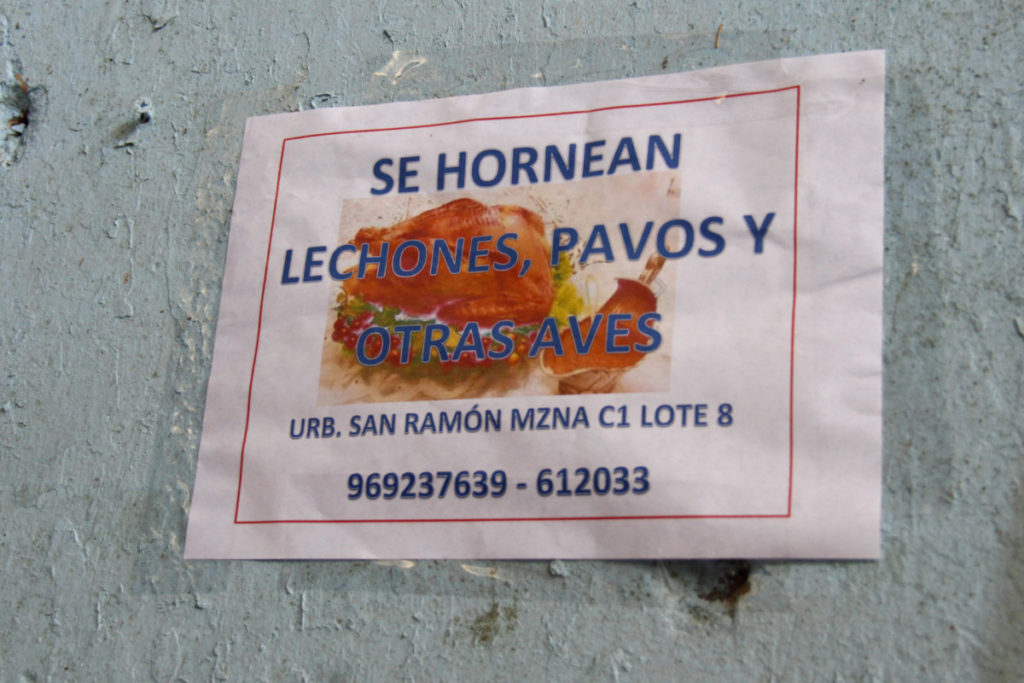 SE HORNEAN
LECHONES, PAVOS Y
OTRAS AVES
URB. SAN RAMÓN MZNA C1 LOTE 8
969237639 - 612033